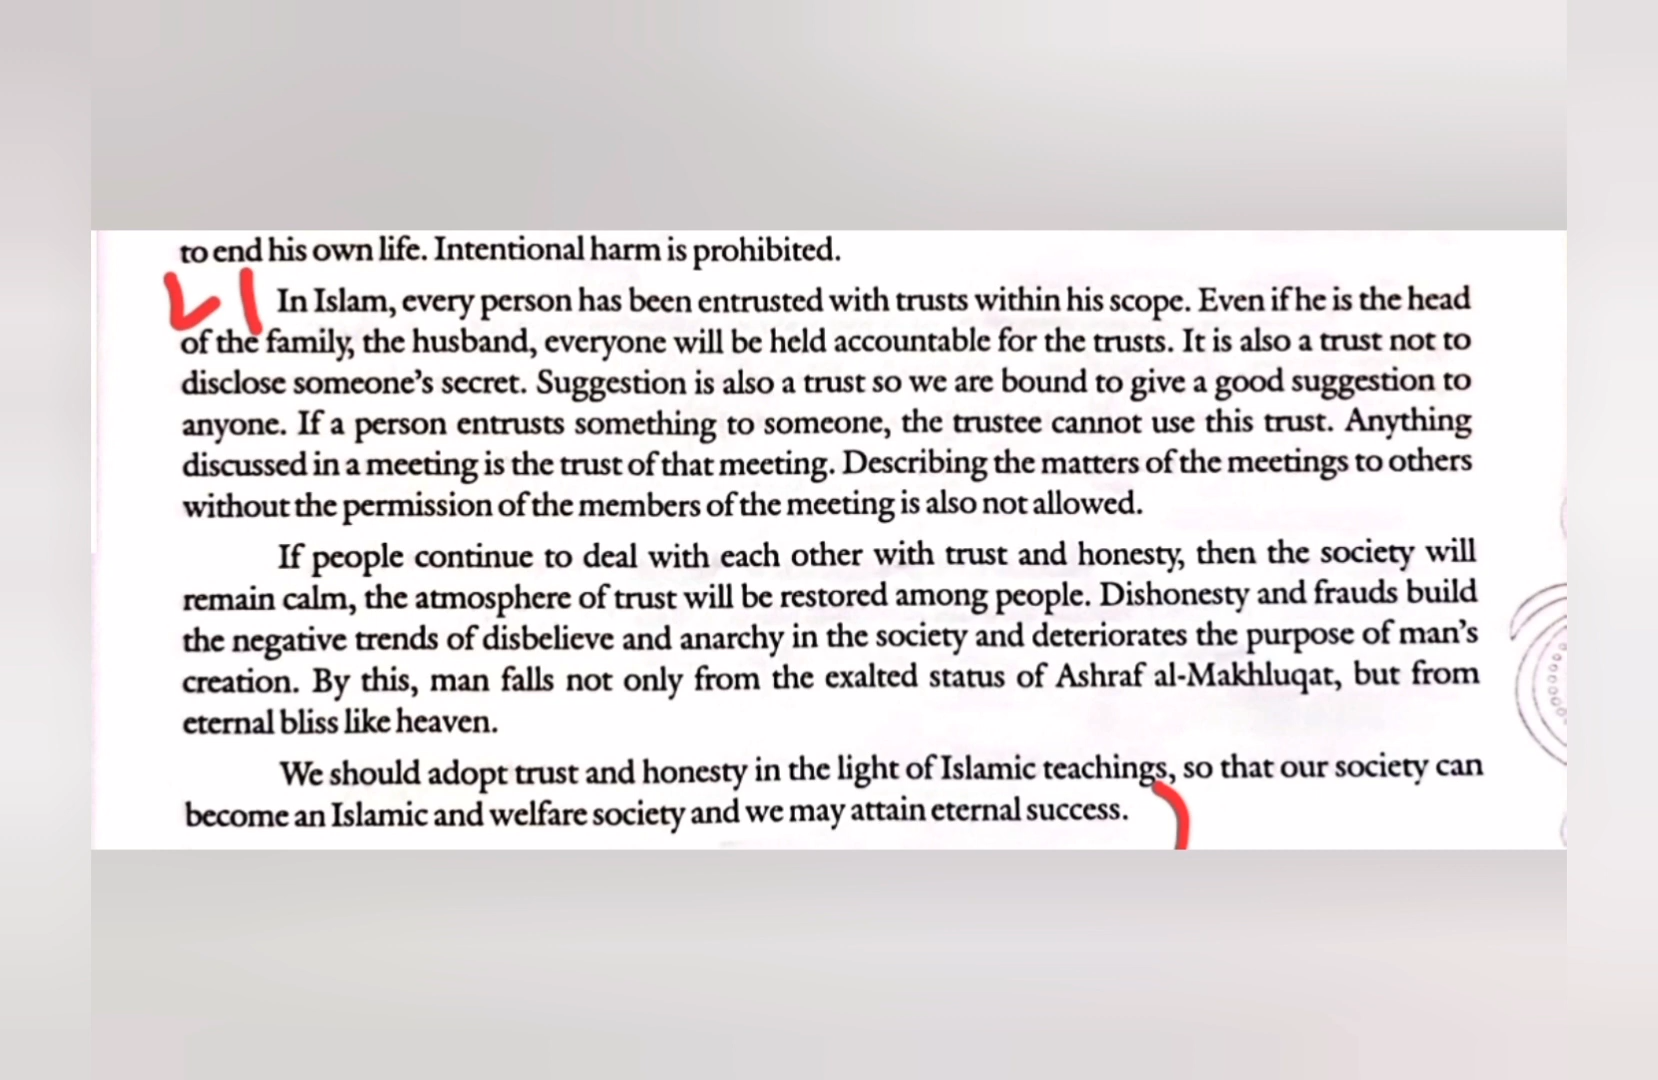 to end his own life. Intentional harm is prohibited.
In Islam, every person has been entrusted with trusts within his scope. Even if he is the head
of the family, the husband, everyone will be held accountable for the trusts. It is also a trust not to
disclose someone's secret. Suggestion is also a trust so we are bound to give a good suggestion to
anyone. If a person entrusts something to someone, the trustee cannot use this trust. Anything
discussed in a meeting is the trust of that meeting. Describing the matters of the meetings to others
without the permission of the members of the meeting is also not allowed.
If people continue to deal with each other with trust and honesty, then the society will
remain calm, the atmosphere of trust will be restored among people. Dishonesty and frauds build
the negative trends of disbelieve and anarchy in the society and deteriorates the purpose of man's
creation. By this, man falls not only from the exalted status of Ashraf al-Makhluqat, but from
eternal bliss like heaven.
We should adopt trust and honesty in the light of Islamic teachings, so that our society can
become an Islamic and welfare society and we may attain eternal success.